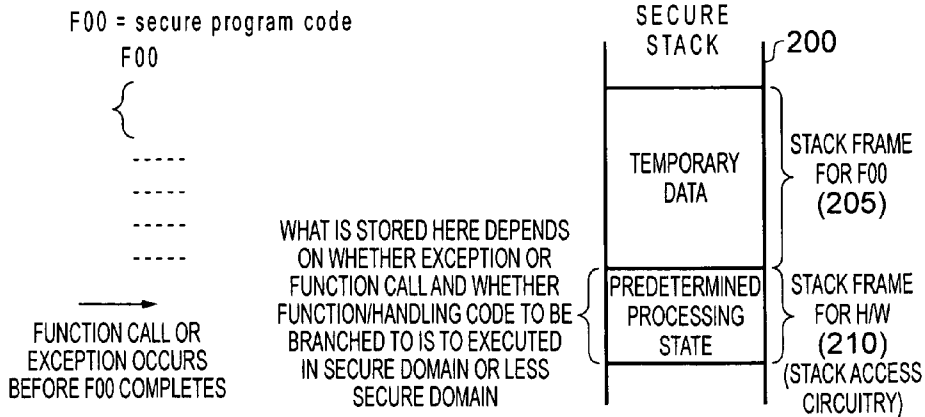 F00 = secure program code
F00
SECURE
STACK
200
TEMPORARY
DATA
STACK FRAME
FOR F00
(205)
WHAT IS STORED HERE DEPENDS
ON WHETHER EXCEPTION OR
FUNCTION CALL AND WHETHER
FUNCTION/HANDLING CODE TO BE
BRANCHED TO IS TO EXECUTED
IN SECURE DOMAIN OR LESS
SECURE DOMAIN
PREDETERMINED
PROCESSING
STATE
STACK FRAME
FOR H/W
(210)
(STACK ACCESS
CIRCUITRY)
FUNCTION CALL OR
EXCEPTION OCCURS
BEFORE F00 COMPLETES